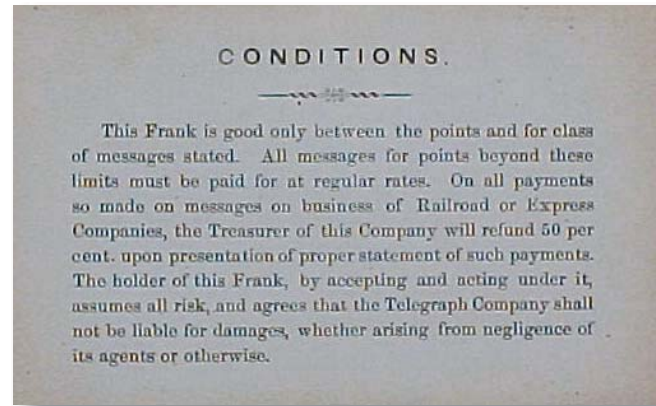 CONDITIONS.
This Frank is good only between the points and for class
of messages stated. All messages for points beyond these
limits must be paid for at regular rates. On all payments
so made on messages on business of Railroad or Express
Companies, the Treasurer of this Company will refund 50 per
cent. upon presentation of proper statement of such payments.
The holder of this Frank, by accepting and acting under it,
assumes all risk, and agrees that the Telegraph Company shall
not be liable for damages, whether arising from negligence of
its agents or otherwise.